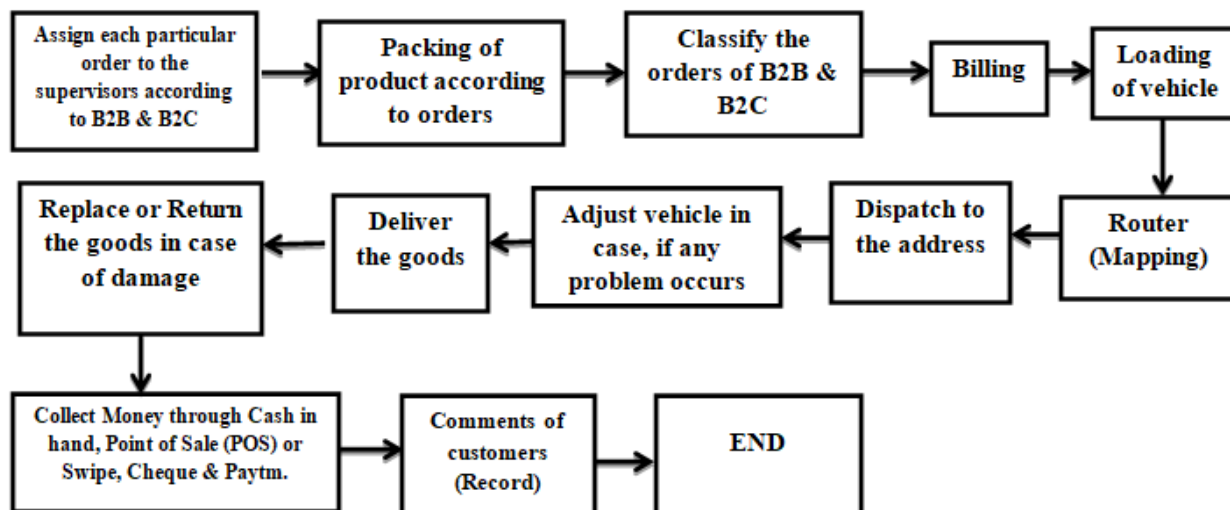 Assign each particular
order to the
supervisors according
to B2B & B2C
Packing of
product according
to orders
Classify the
orders of B2B &
B2C
Billing
Loading
of vehicle
Router
(Mapping)
Dispatch to
the address
Adjust vehicle in
case, if any
problem occurs
Deliver
the goods
Replace or Return
the goods in case
of damage
Collect Money through Cash in
hand, Point of Sale (POS) or
Swipe, Cheque & Paytm.
Comments of
customers
(Record)
END